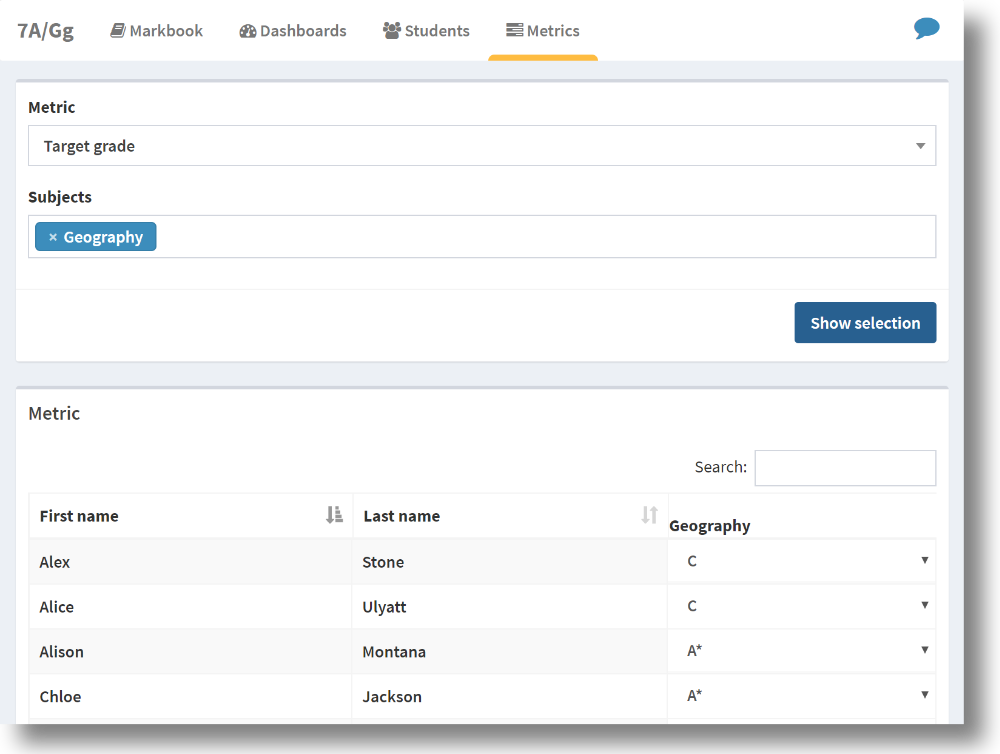 7A/Gg Markbook Dashboards Students Metrics
Metric
Target grade
Subjects
× Geography
Show selection
Metric
Search:
First name Last name Geography
Alex Stone C
Alice Ulyatt C
Alison Montana A*
Chloe Jackson A*